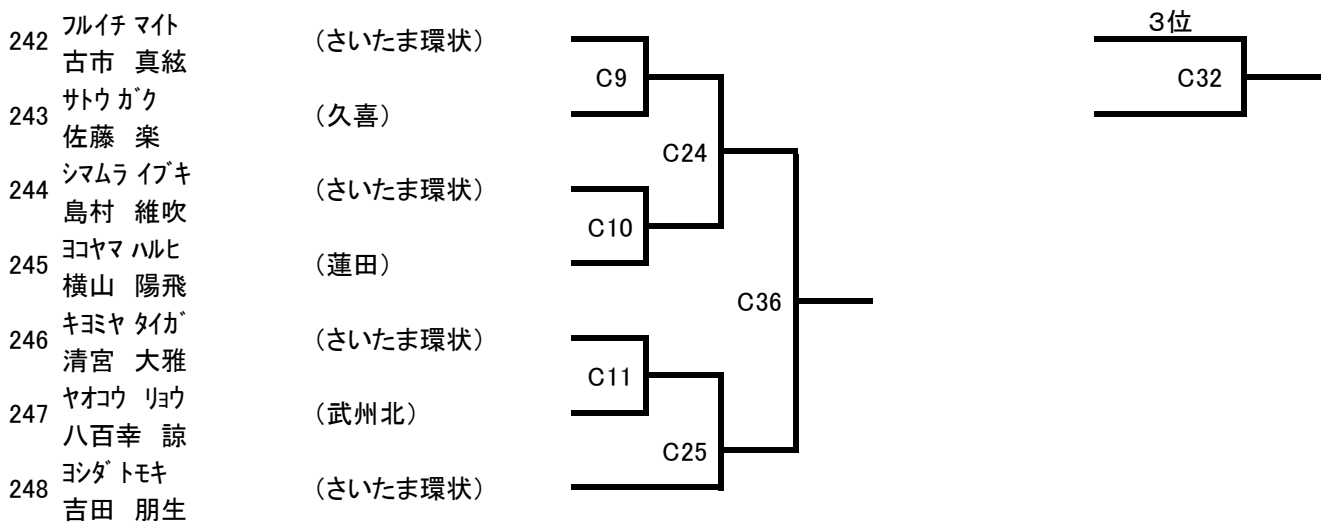 フルイチ マイト
242 (さいたま環状)
古市 真絃
サトウ ガク
243 (久喜)
佐藤 楽
シマムラ イブキ
244 (さいたま環状)
島村 維吹
ヨコヤマ ハルヒ
245 (蓮田)
横山 陽飛
キヨミヤ タイガ
246 (さいたま環状)
清宮 大雅
ヤオコウ リョウ
247 (武州北)
八百幸 諒
ヨシダ トモキ
248 (さいたま環状)
吉田 朋生
C9
C24
C10
C36
C11
C25
3位
C32